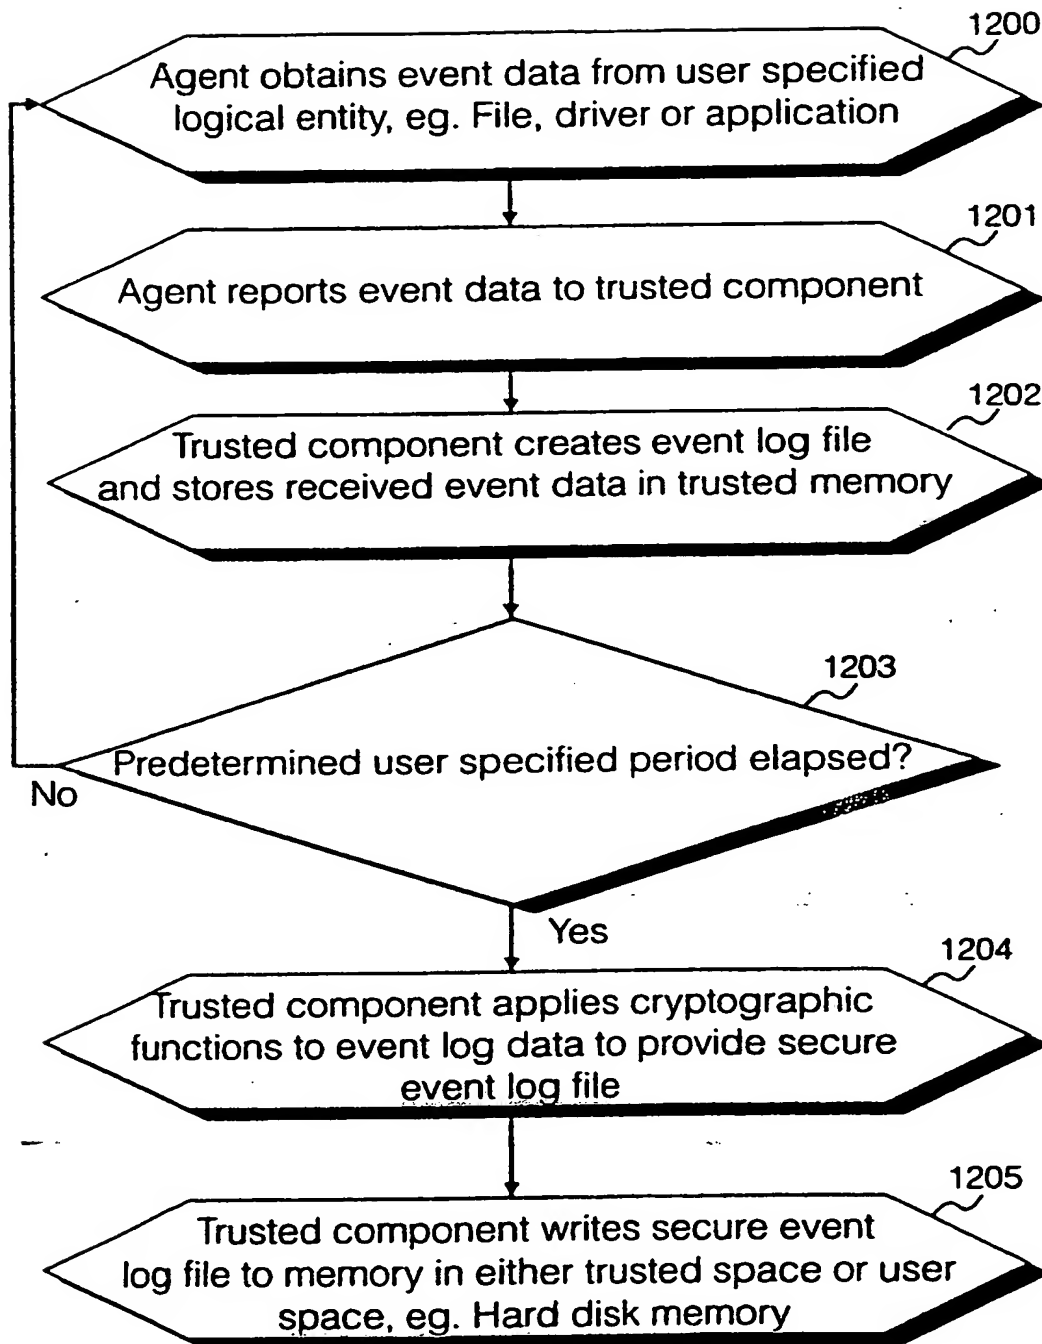 1200
Agent obtains event data from user specified
logical entity, eg. File, driver or application
1201
Agent reports event data to trusted component
1202
Trusted component creates event log file
and stores received event data in trusted memory
1203
Predetermined user specified period elapsed?
No
Yes
1204
Trusted component applies cryptographic
functions to event log data to provide secure
event log file
1205
Trusted component writes secure event
log file to memory in either trusted space or user
space, eg. Hard disk memory